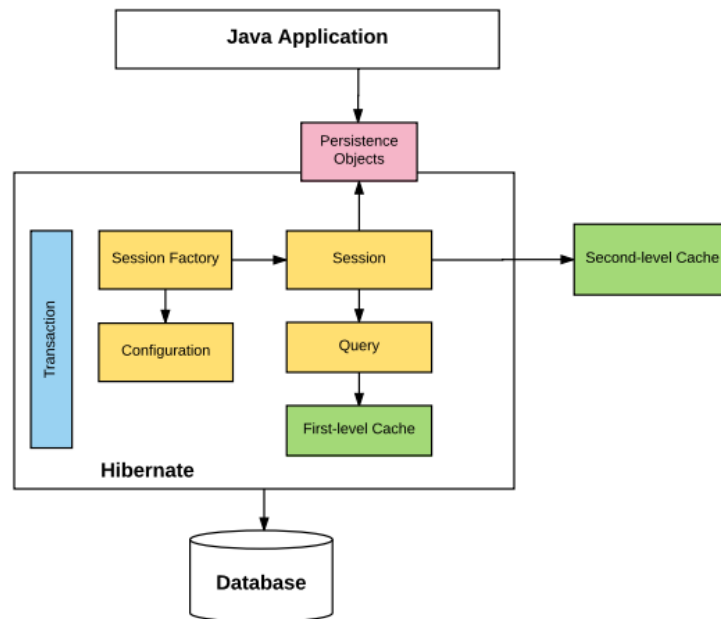 Java Application
Persistence
Objects
Session Factory
Session
Second-level Cache
Transaction
Configuration
Query
First-level Cache
Hibernate
Database